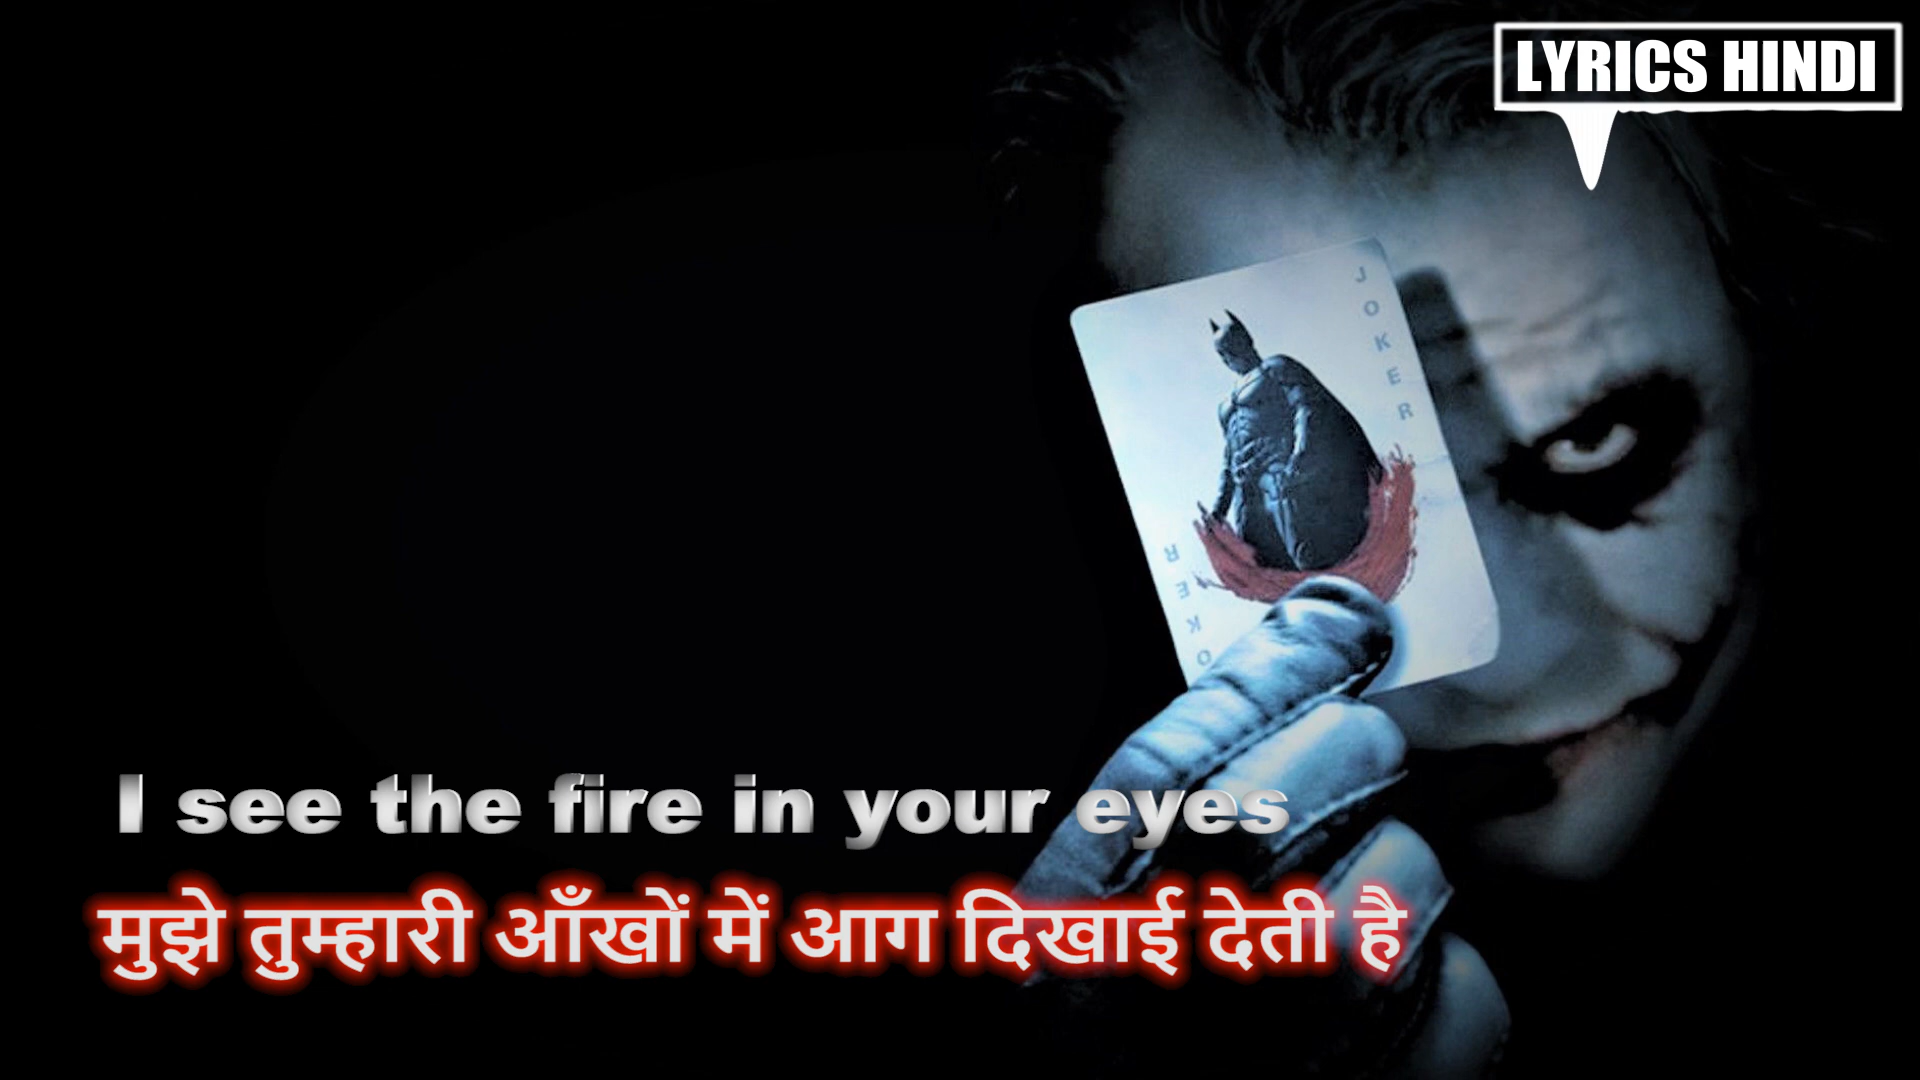 LYRICS HINDI
JOKER
JOKER
I see the fire in your eyes
मुझे तुम्हारी आँखों में आग दिखाई देती है